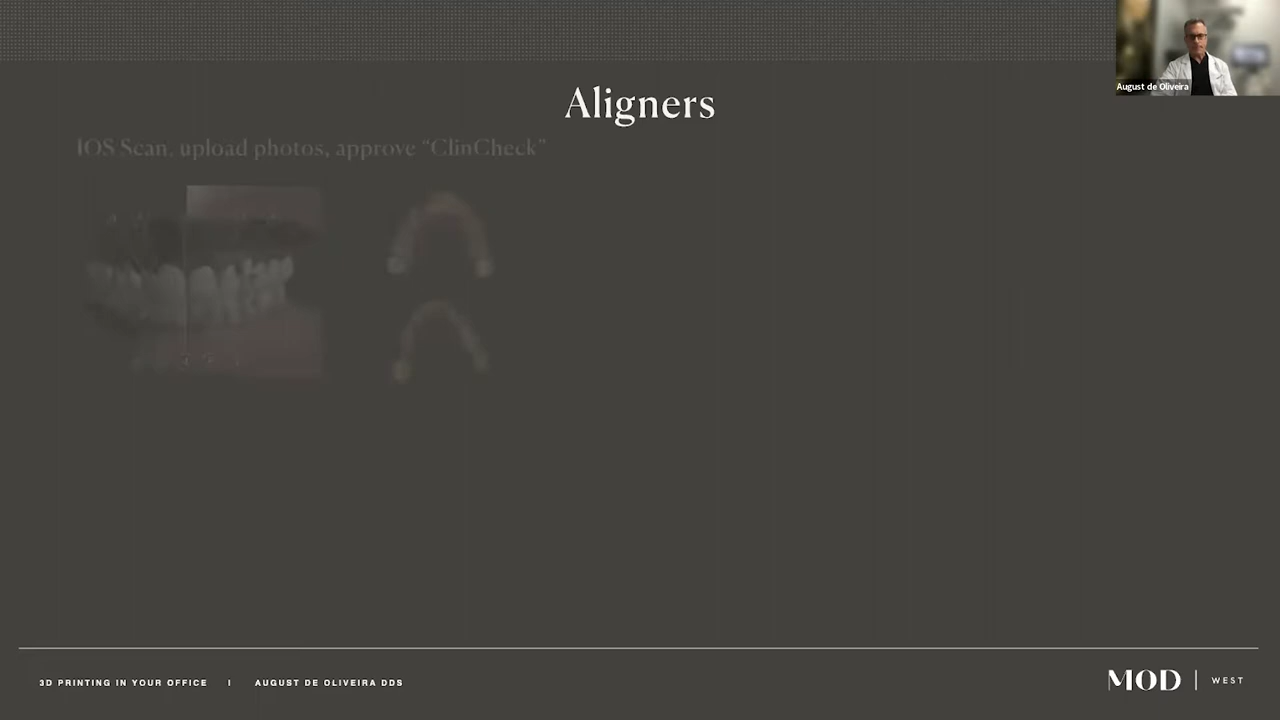 August de Oliveira
Aligners
IOS Scan, upload photos, approve “ClinCheck”
3D PRINTING IN YOUR OFFICE I AUGUST DE OLIVEIRA DDS
MOD | WEST